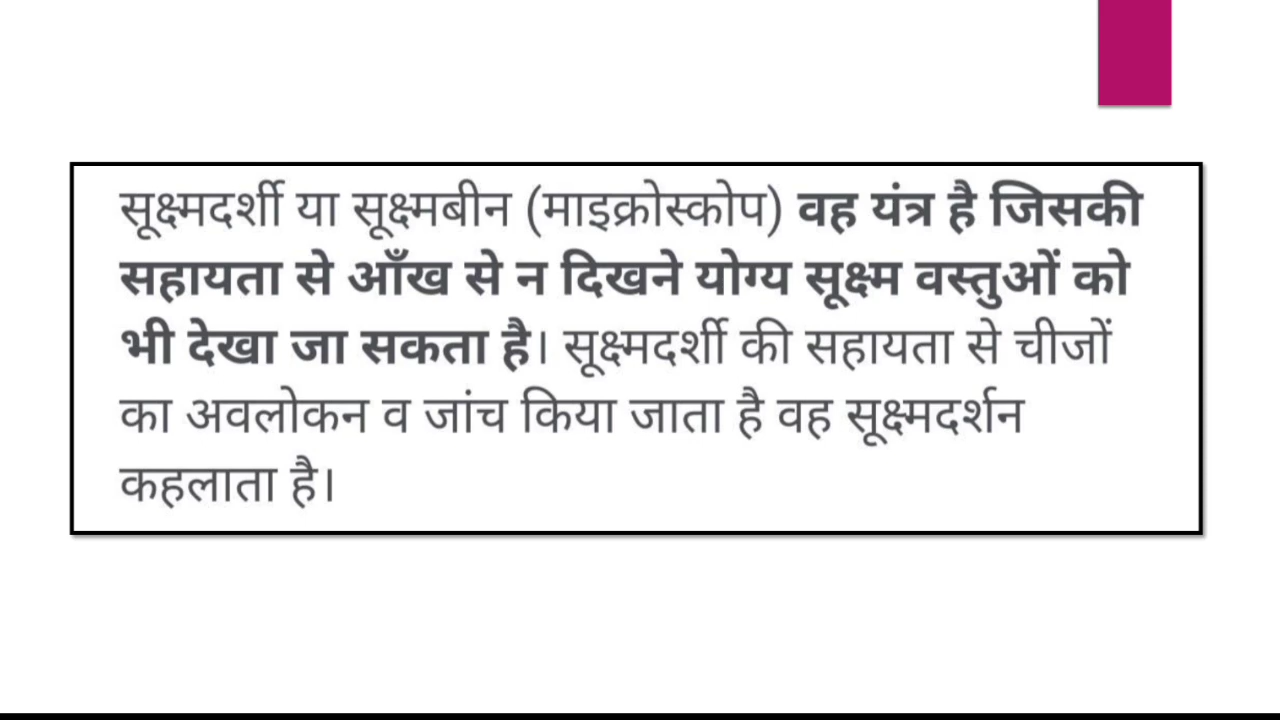 सूक्ष्मदर्शी या सूक्ष्मबीन (माइक्रोस्कोप) वह यंत्र है जिसकी
सहायता से आँख से न दिखने योग्य सूक्ष्म वस्तुओं को
भी देखा जा सकता है। सूक्ष्मदर्शी की सहायता से चीजों
का अवलोकन व जांच किया जाता है वह सूक्ष्मदर्शन
कहलाता है।